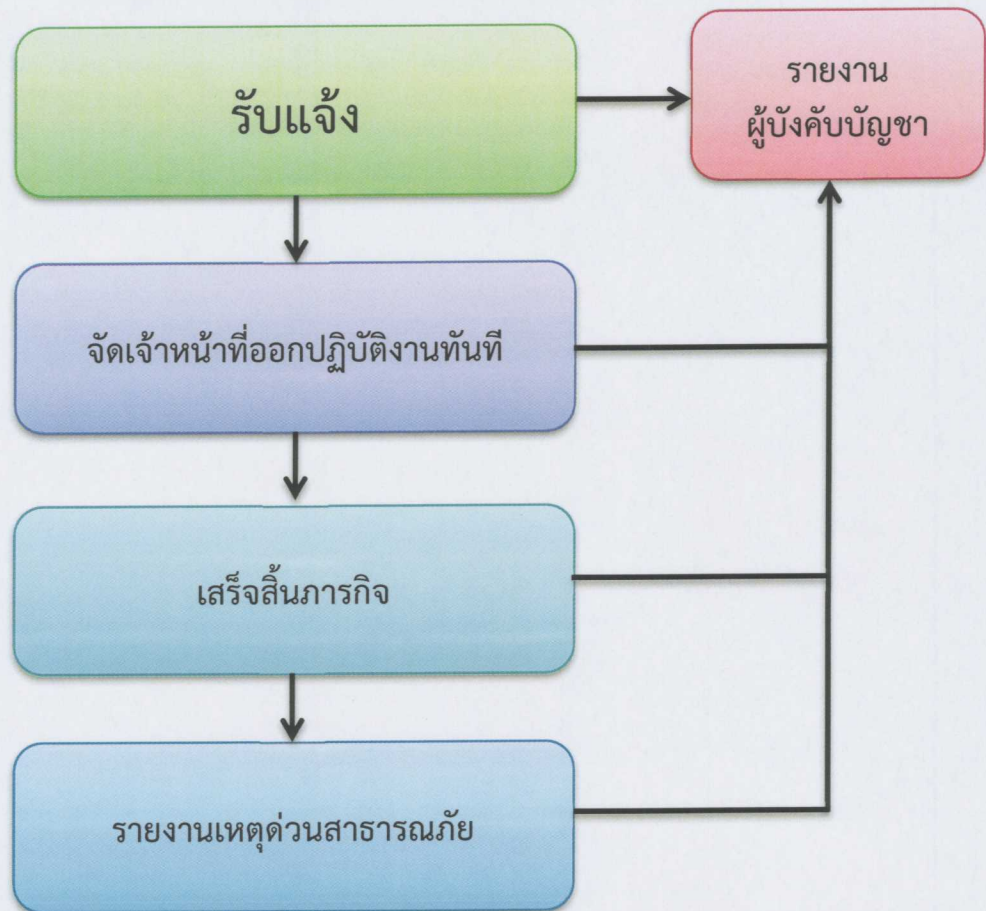 รับแจ้ง
รายงาน
ผู้บังคับบัญชา
จัดเจ้าหน้าที่ออกปฏิบัติงานทันที
เสร็จสิ้นภารกิจ
รายงานเหตุด่วนสาธารณภัย